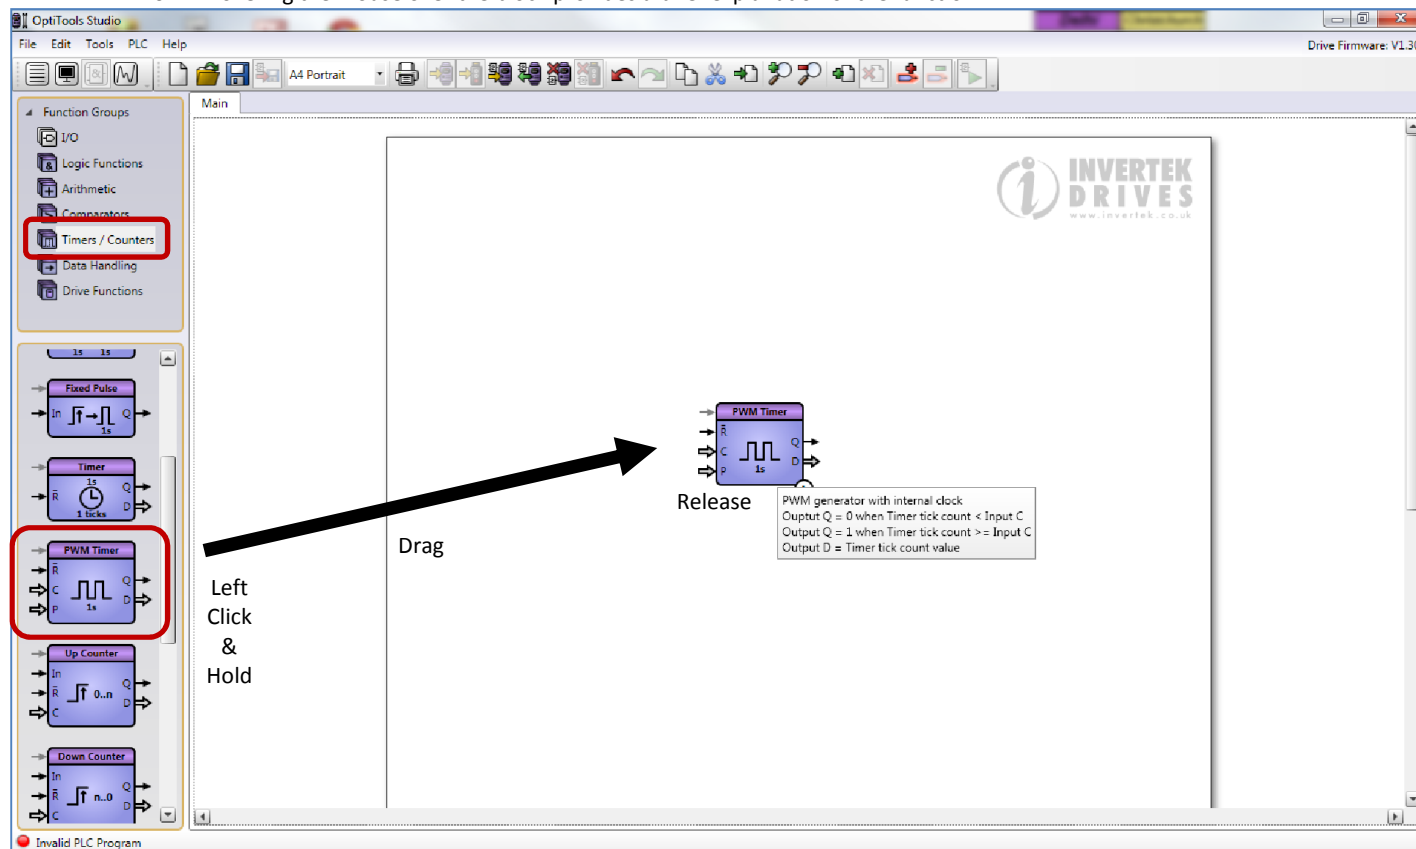 OptiTools Studio
File Edit Tools PLC Help
Drive Firmware: V1.30
A4 Portrait
Function Groups
I/O
Logic Functions
Arithmetic
Comparators
Timers / Counters
Data Handling
Drive Functions
Main
INVERTEK
DRIVES
www.invertek.co.uk
1s 1s
Fixed Pulse
In Q
1s
Timer
1s
R̄ Q
D
1 ticks
PWM Timer
R̄
C Q
P D
1s
Up Counter
In
R̄ 0..n Q
C D
Down Counter
In
R̄ n..0 Q
C D
Left
Click
&
Hold
Drag
PWM Timer
R̄
C Q
P D
1s
Release
PWM generator with internal clock
Ouptut Q = 0 when Timer tick count < Input C
Output Q = 1 when Timer tick count >= Input C
Output D = Timer tick count value
Invalid PLC Program